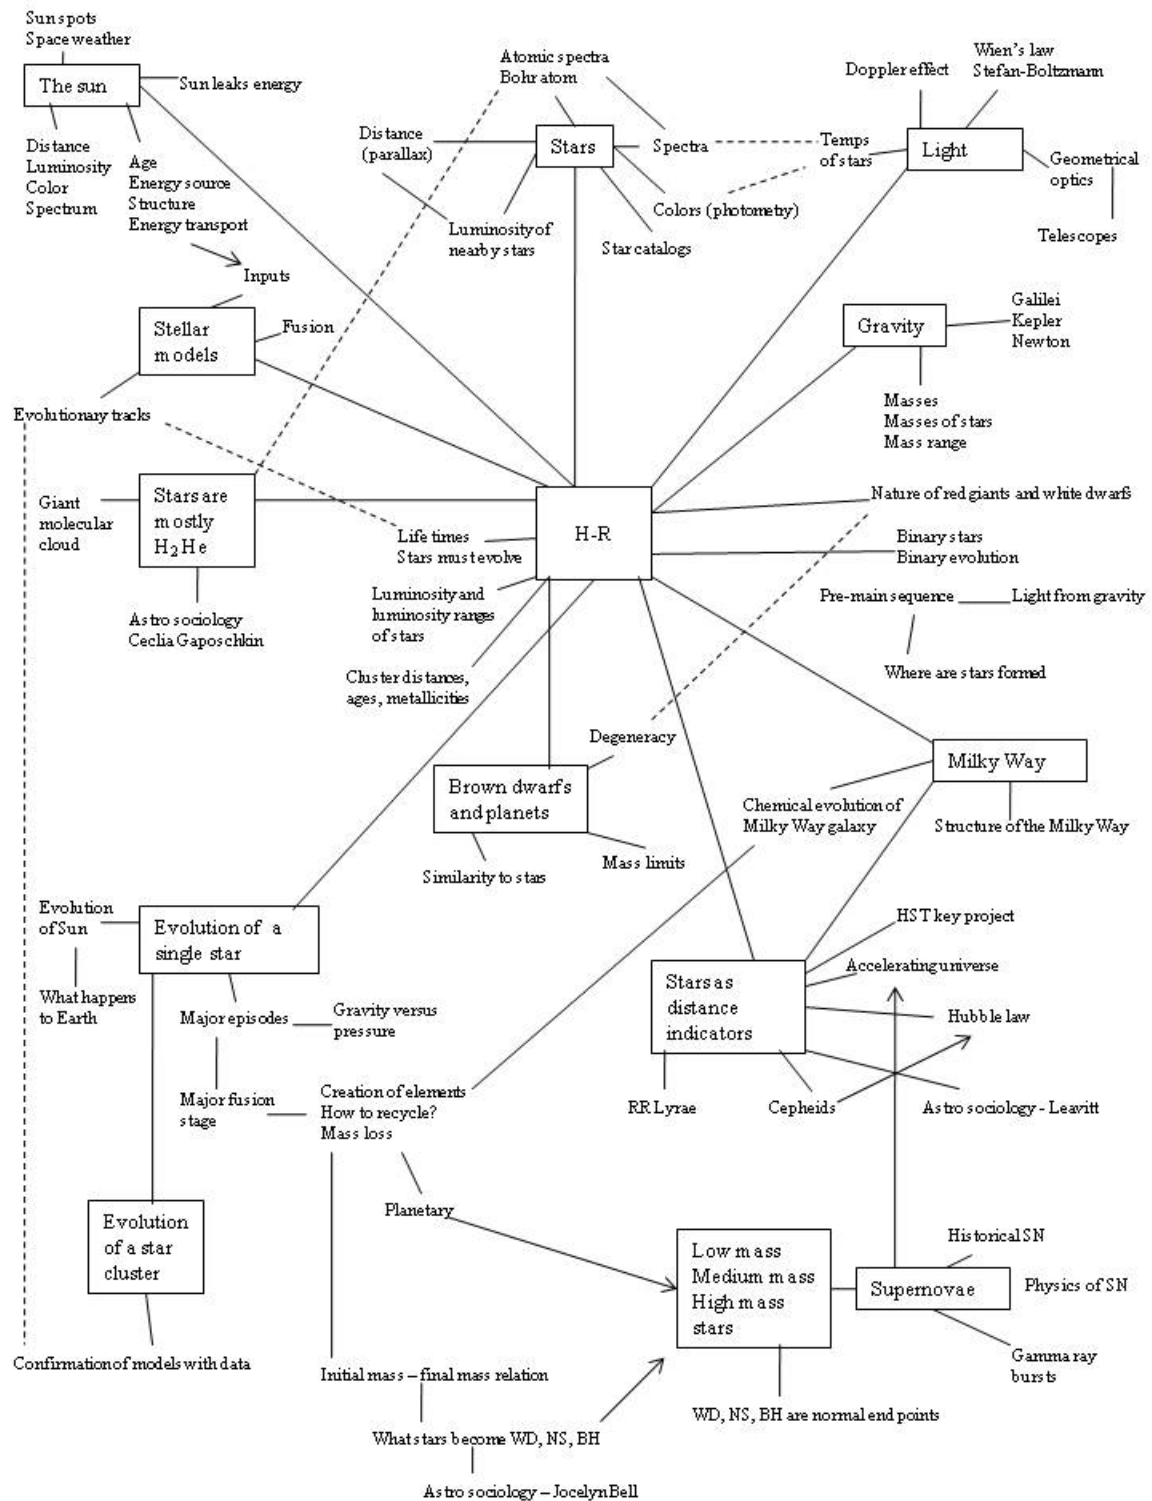 Sun spots
Space weather
The sun
Sun leaks energy
Distance
Luminosity
Color
Spectrum
Age
Energy source
Structure
Energy transport
Inputs
Atomic spectra
Bohr atom
Distance
(parallax)
Stars
Spectra
Colors (photometry)
Luminosity of
nearby stars
Star catalogs
Temps
of stars
Doppler effect
Wien's law
Stefan-Boltzmann
Light
Geometrical
optics
Telescopes
Stellar
models
Fusion
Evolutionary tracks
Gravity
Galilei
Kepler
Newton
Masses
Masses of stars
Mass range
Giant
molecular
cloud
Stars are
mostly
H2He
Astro sociology
Ceclia Gaposchkin
H-R
Life times
Stars must evolve
Luminosity and
luminosity ranges
of stars
Cluster distances,
ages, metallicities
Nature of red giants and white dwarfs
Binary stars
Binary evolution
Pre-main sequence
Light from gravity
Where are stars formed
Degeneracy
Brown dwarfs
and planets
Similarity to stars
Mass limits
Milky Way
Chemical evolution of
Milky Way galaxy
Structure of the Milky Way
Evolution
of Sun
What happens
to Earth
Evolution of a
single star
Major episodes
Gravity versus
pressure
Major fusion
stage
Creation of elements
How to recycle?
Mass loss
Planetary
Stars as
distance
indicators
HST key project
Accelerating universe
Hubble law
RR Lyrae
Cepheids
Astro sociology - Leavitt
Evolution
of a star
cluster
Confirmation of models with data
Low mass
Medium mass
High mass
stars
Supernovae
Historical SN
Physics of SN
Gamma ray
bursts
Initial mass – final mass relation
WD, NS, BH are normal end points
What stars become WD, NS, BH
Astro sociology – Jocelyn Bell